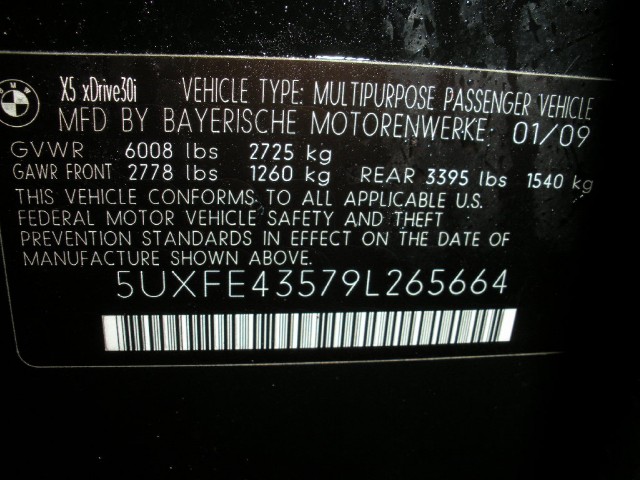 BMW
X5 xDrive30i VEHICLE TYPE: MULTIPURPOSE PASSENGER VEHICLE
MFD BY BAYERISCHE MOTORENWERKE: 01/09
GVWR 6008 lbs 2725 kg
GAWR FRONT 2778 lbs 1260 kg REAR 3395 lbs 1540 kg
THIS VEHICLE CONFORMS TO ALL APPLICABLE U.S.
FEDERAL MOTOR VEHICLE SAFETY AND THEFT
PREVENTION STANDARDS IN EFFECT ON THE DATE OF
MANUFACTURE SHOWN ABOVE.
5UXFE43579L265664